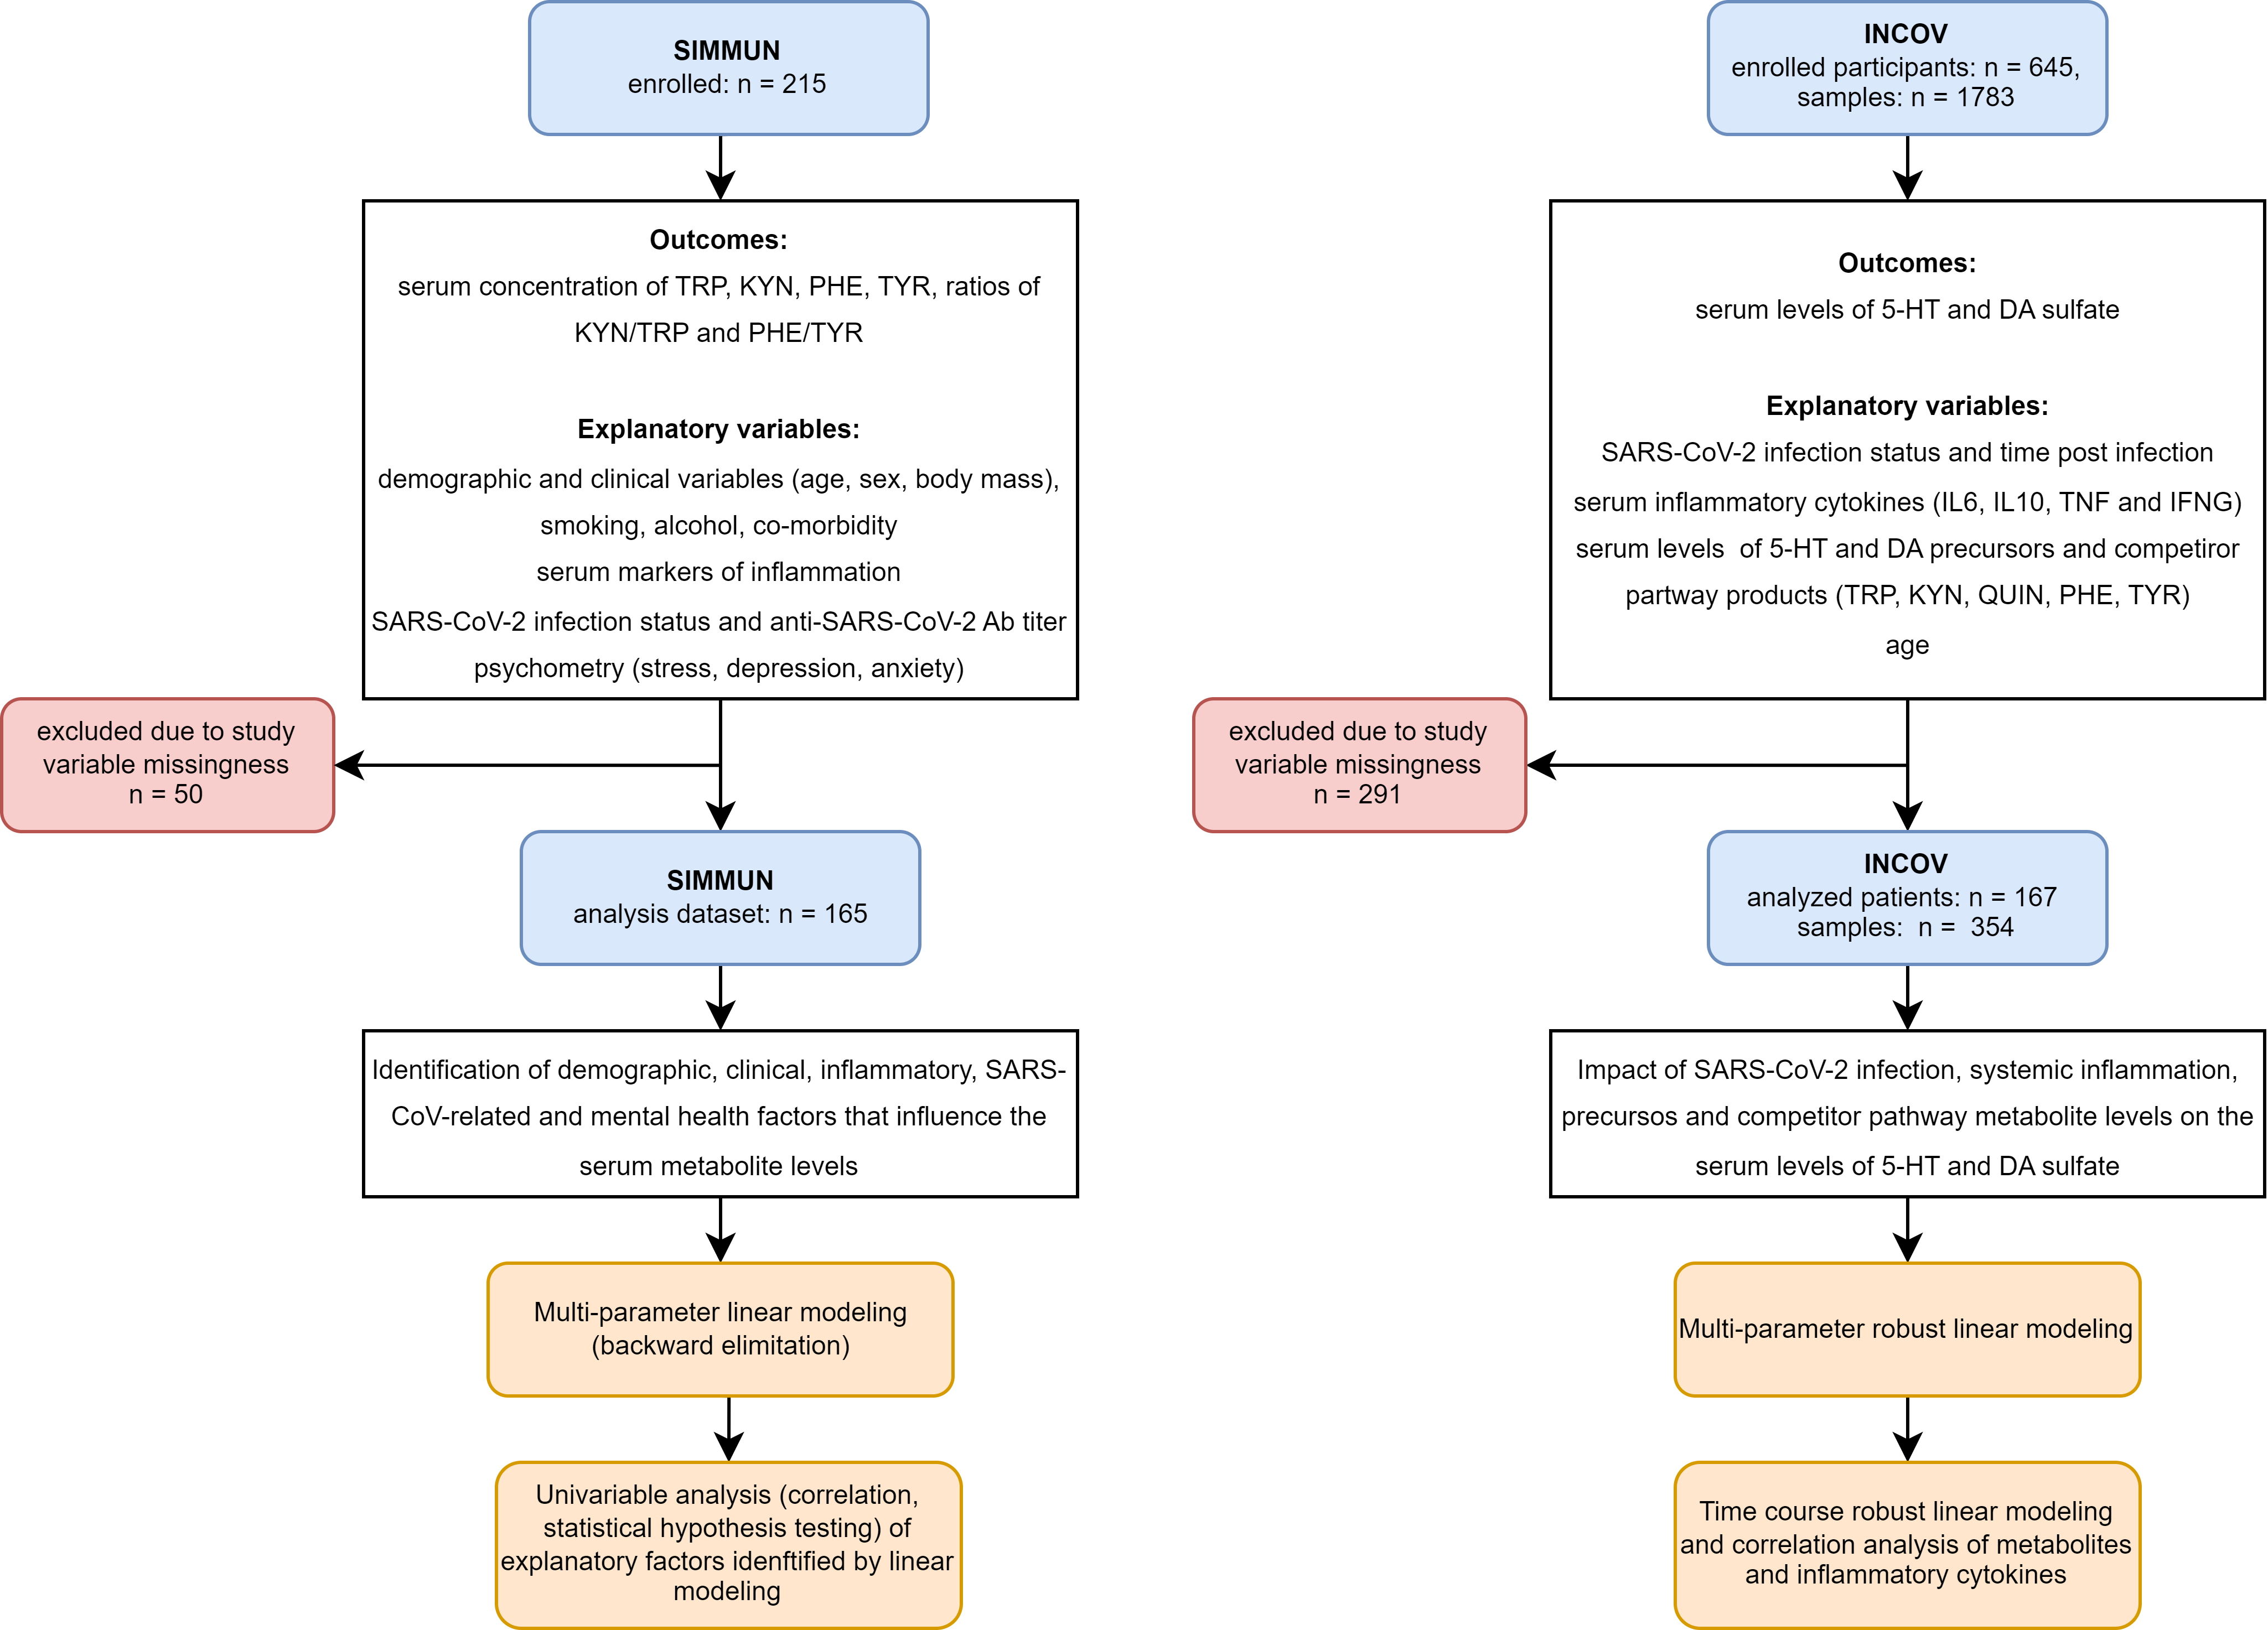 SIMMUN
enrolled: n = 215
Outcomes:
serum concentration of TRP, KYN, PHE, TYR, ratios of
KYN/TRP and PHE/TYR
Explanatory variables:
demographic and clinical variables (age, sex, body mass),
smoking, alcohol, co-morbidity
serum markers of inflammation
SARS-CoV-2 infection status and anti-SARS-CoV-2 Ab titer
psychometry (stress, depression, anxiety)
excluded due to study
variable missingness
n = 50
SIMMUN
analysis dataset: n = 165
Identification of demographic, clinical, inflammatory, SARS-
CoV-related and mental health factors that influence the
serum metabolite levels
Multi-parameter linear modeling
(backward elimitation)
Univariable analysis (correlation,
statistical hypothesis testing) of
explanatory factors idenftified by linear
modeling
INCOV
enrolled participants: n = 645,
samples: n = 1783
Outcomes:
serum levels of 5-HT and DA sulfate
Explanatory variables:
SARS-CoV-2 infection status and time post infection
serum inflammatory cytokines (IL6, IL10, TNF and IFNG)
serum levels  of 5-HT and DA precursors and competiror
partway products (TRP, KYN, QUIN, PHE, TYR)
age
excluded due to study
variable missingness
n = 291
INCOV
analyzed patients: n = 167
samples:  n =  354
Impact of SARS-CoV-2 infection, systemic inflammation,
precursos and competitor pathway metabolite levels on the
serum levels of 5-HT and DA sulfate
Multi-parameter robust linear modeling
Time course robust linear modeling
and correlation analysis of metabolites
and inflammatory cytokines